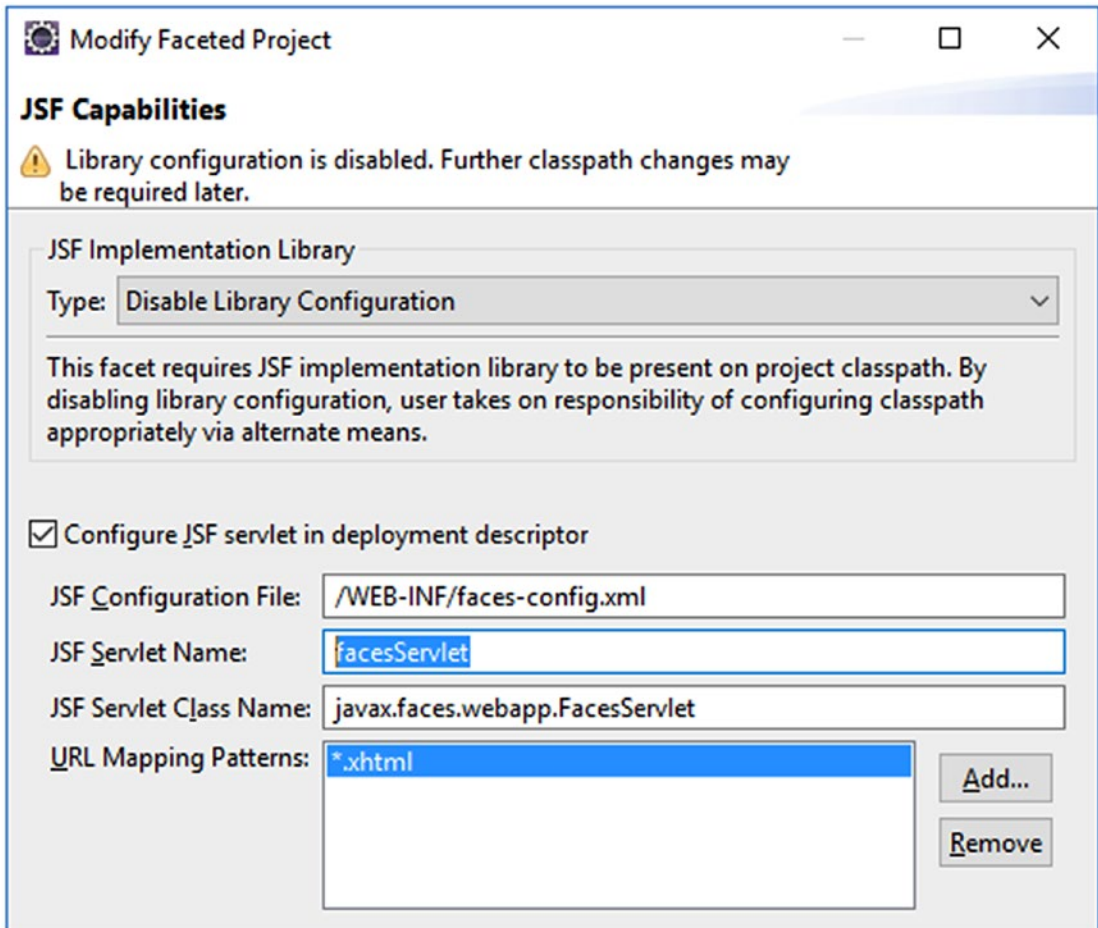 Modify Faceted Project
JSF Capabilities
Library configuration is disabled. Further classpath changes may
be required later.
JSF Implementation Library
Type: Disable Library Configuration
This facet requires JSF implementation library to be present on project classpath. By
disabling library configuration, user takes on responsibility of configuring classpath
appropriately via alternate means.
Configure JSF servlet in deployment descriptor
JSF Configuration File: /WEB-INF/faces-config.xml
JSF Servlet Name: facesServlet
JSF Servlet Class Name: javax.faces.webapp.FacesServlet
URL Mapping Patterns: *.xhtml
Add...
Remove